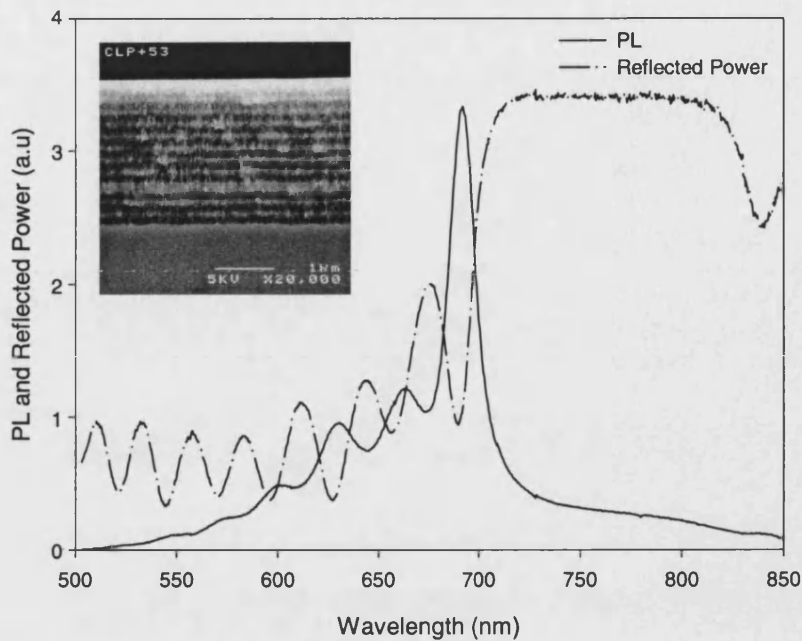 4
3
2
1
0
PL and Reflected Power (a.u)
CLP+53
1Mm
5KV X20,000
PL
Reflected Power
500 550 600 650 700 750 800 850
Wavelength (nm)